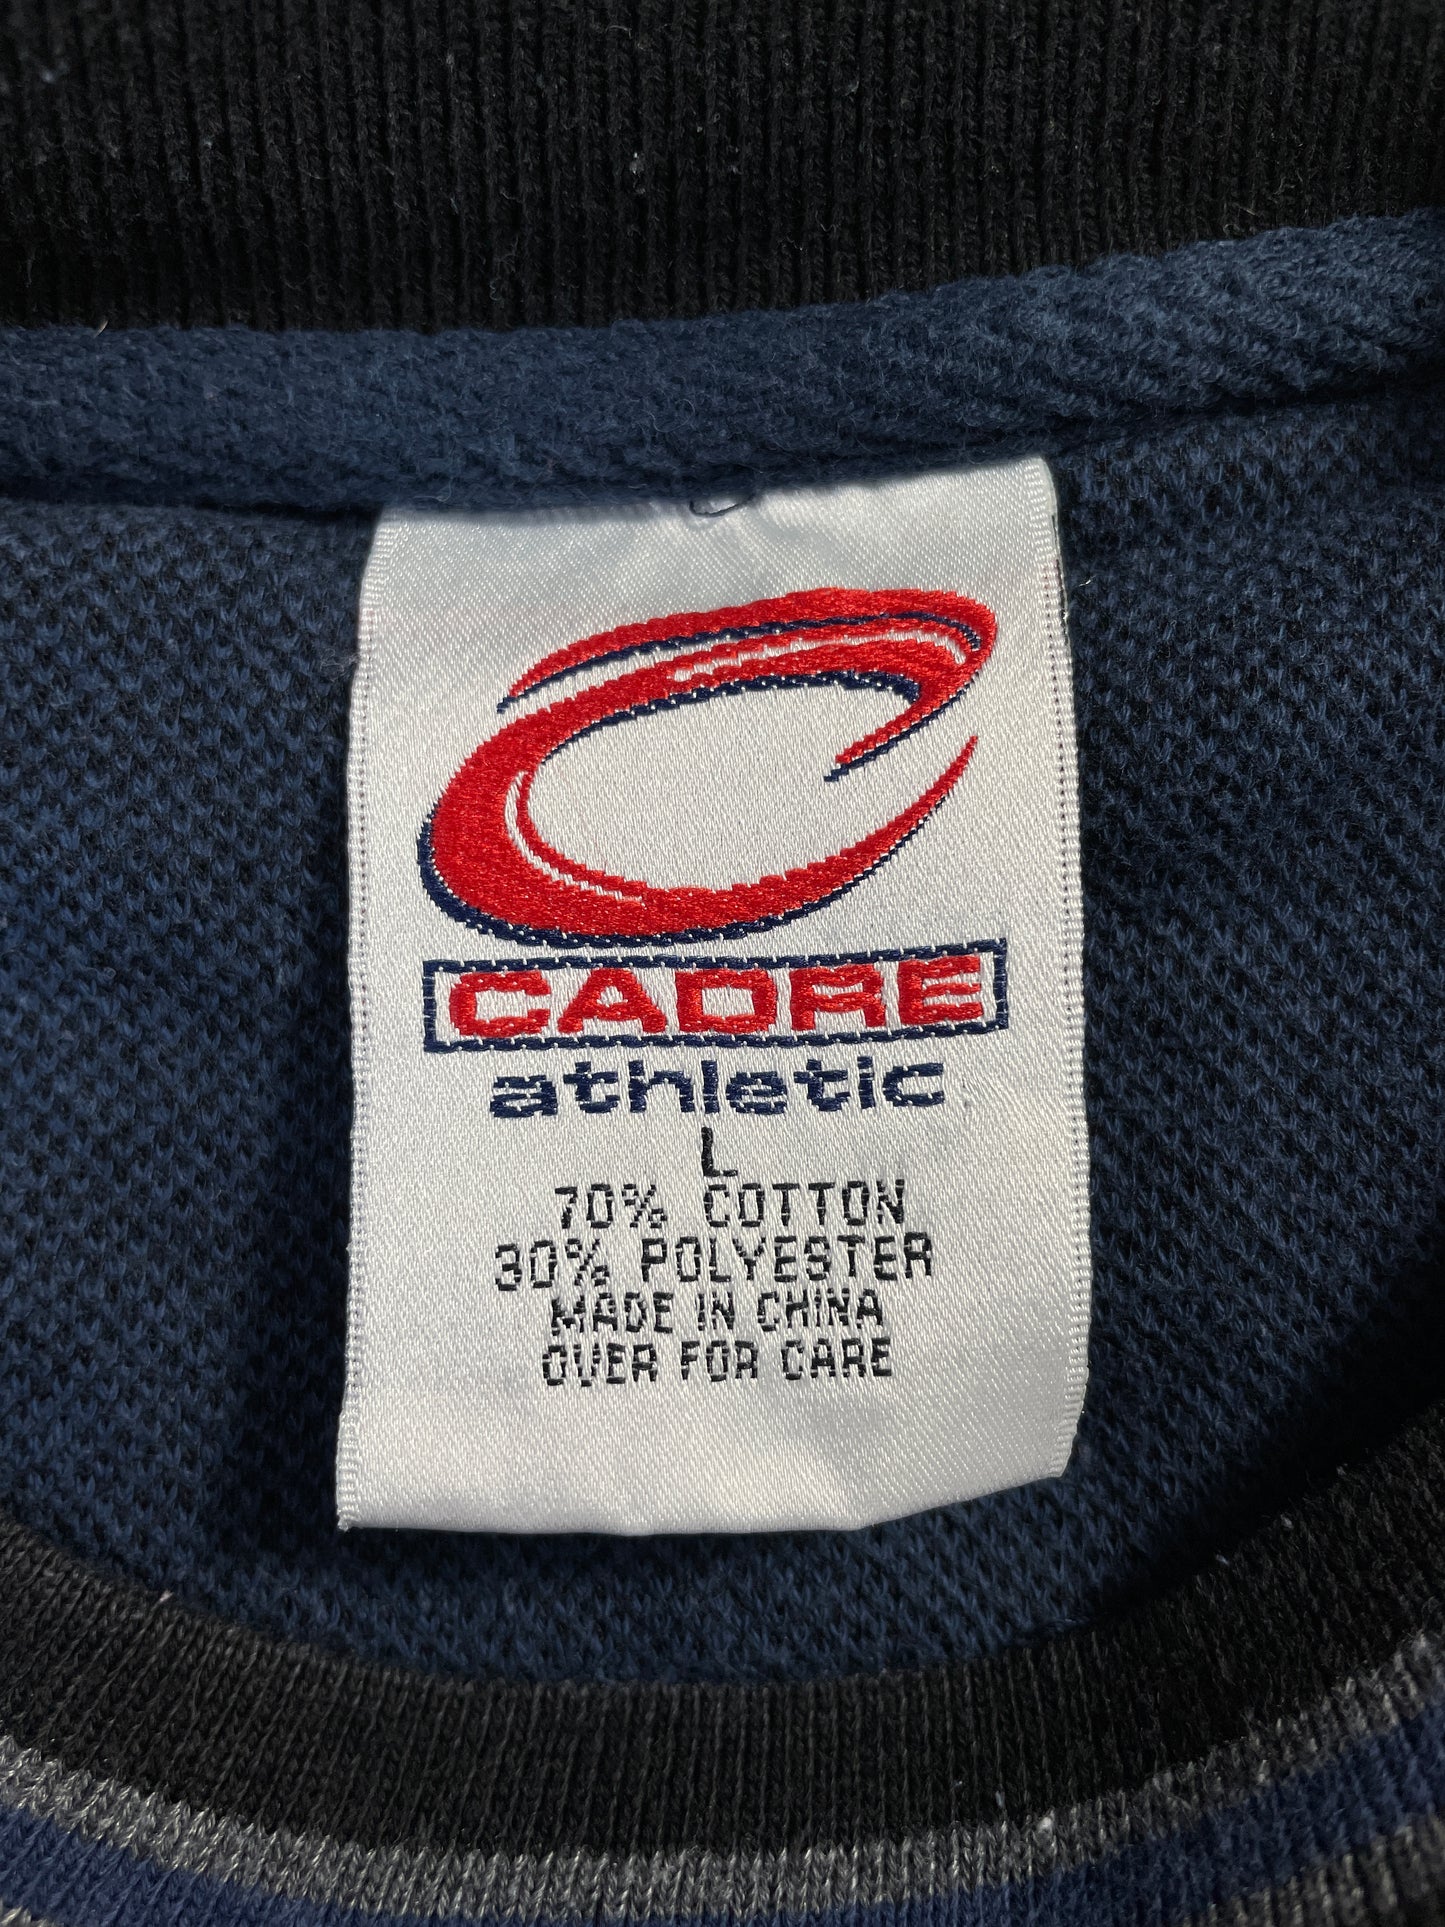 CADRE
athletic
L
70% COTTON
30% POLYESTER
MADE IN CHINA
OVER FOR CARE